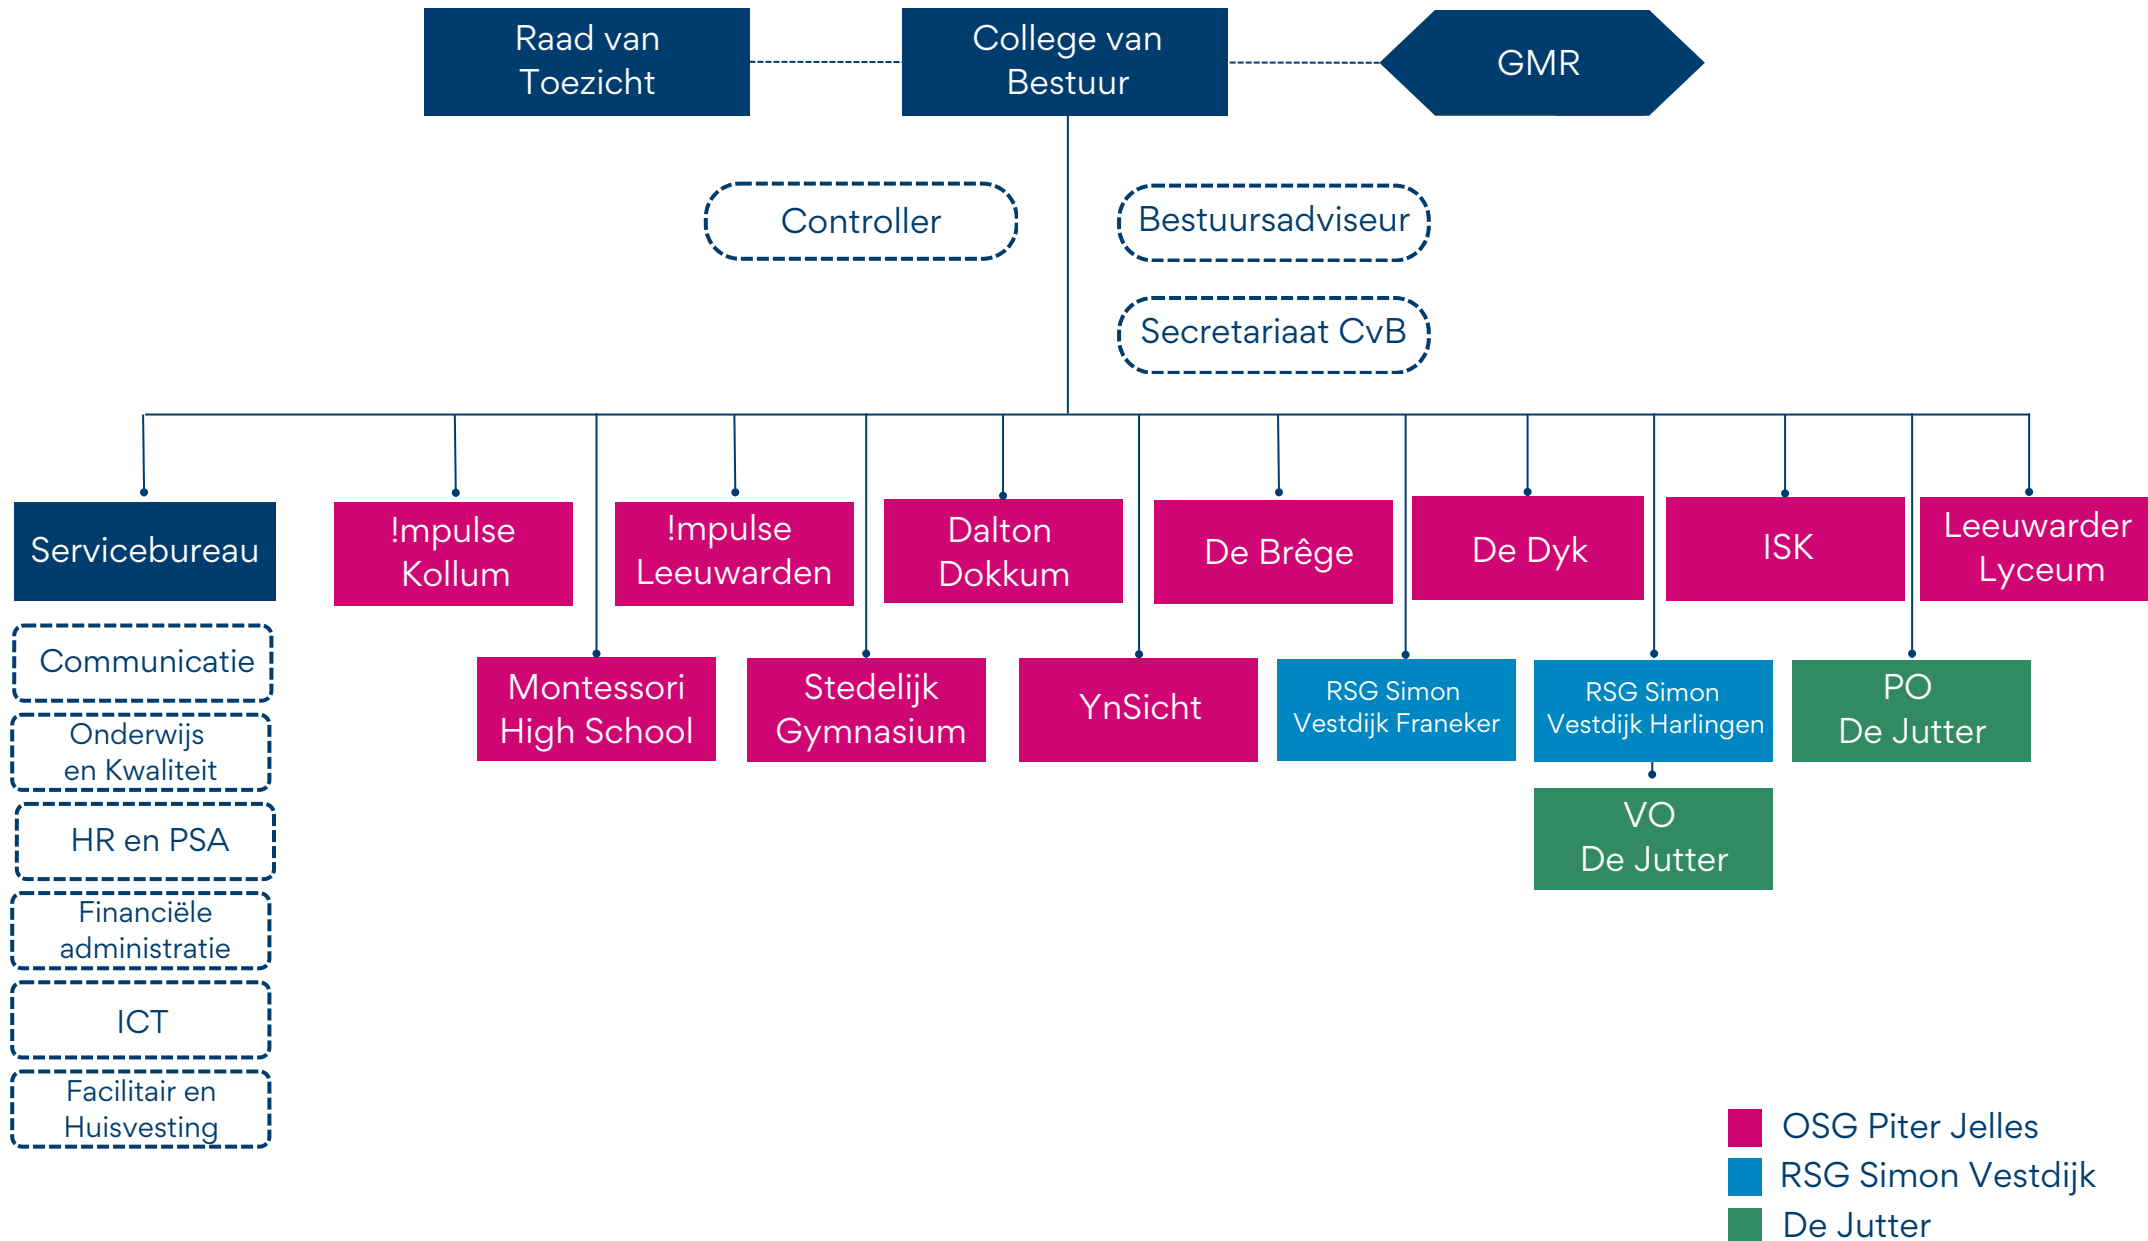 Raad van
Toezicht
College van
Bestuur
GMR
Controller
Bestuursadviseur
Secretariaat CvB
Servicebureau
!mpulse
Kollum
!mpulse
Leeuwarden
Dalton
Dokkum
De Brêge
De Dyk
ISK
Leeuwarder
Lyceum
Montessori
High School
Stedelijk
Gymnasium
YnSicht
RSG Simon
Vestdijk Franeker
RSG Simon
Vestdijk Harlingen
PO
De Jutter
VO
De Jutter
Communicatie
Onderwijs
en Kwaliteit
HR en PSA
Financiële
administratie
ICT
Facilitair en
Huisvesting
OSG Piter Jelles
RSG Simon Vestdijk
De Jutter